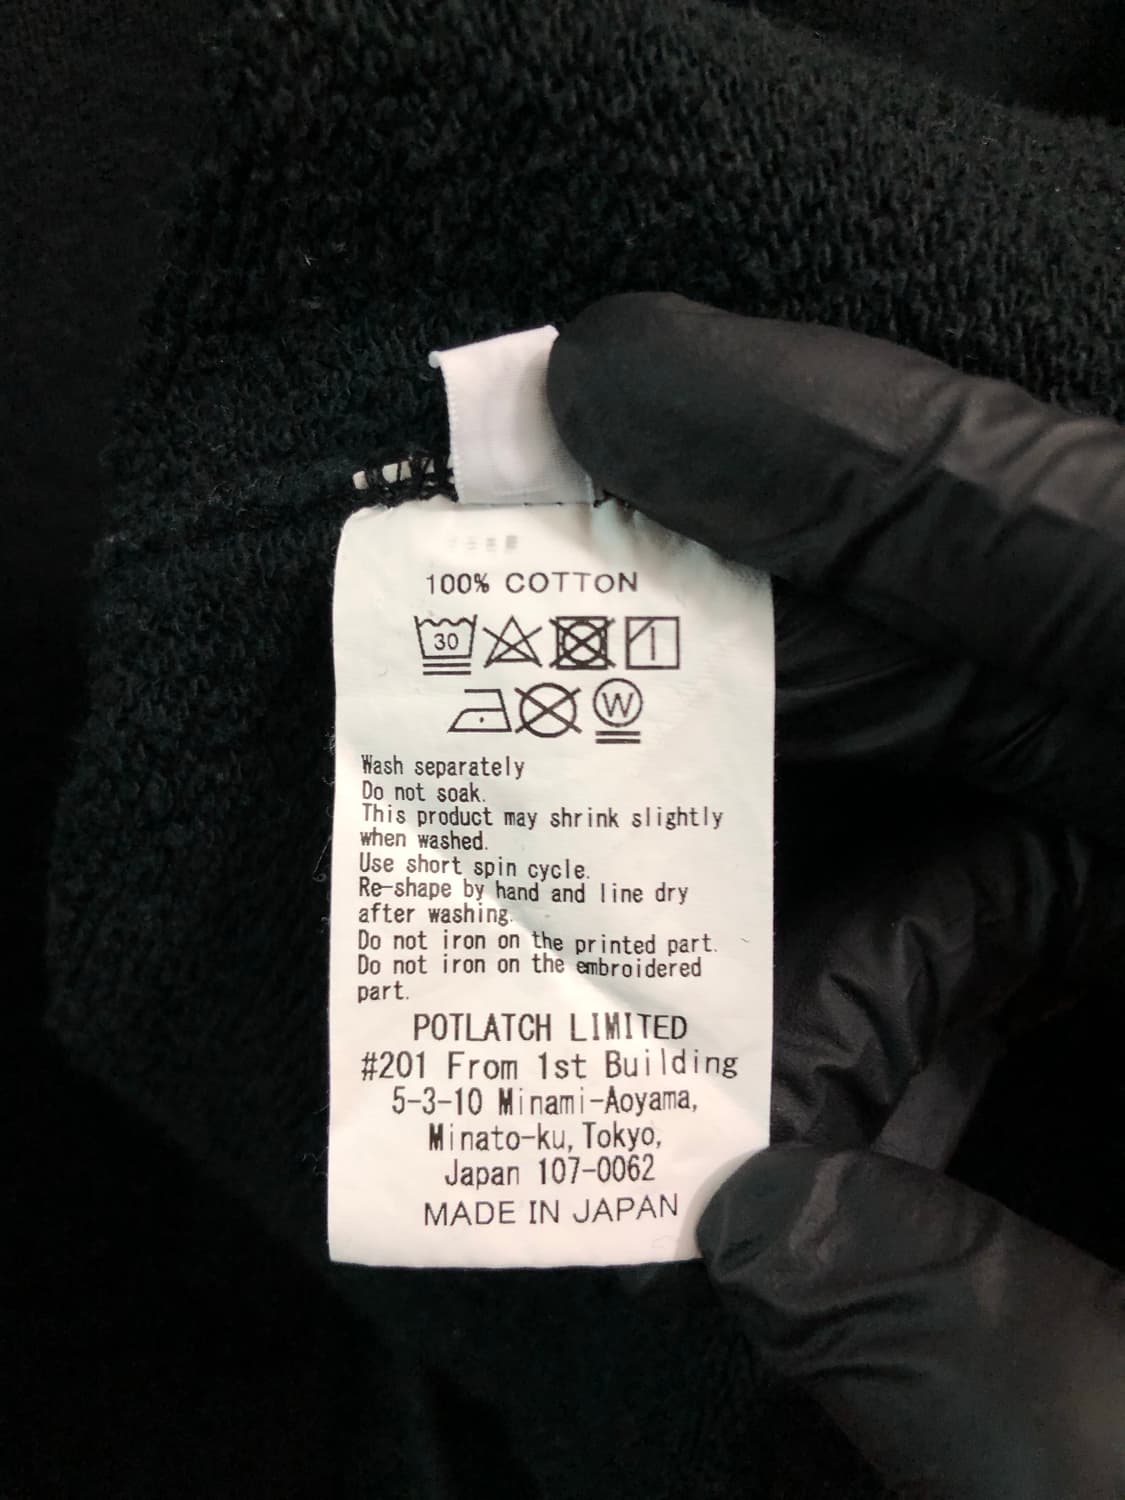 100% COTTON
30
W
Wash separately
Do not soak.
This product may shrink slightly
when washed.
Use short spin cycle.
Re-shape by hand and line dry
after washing.
Do not iron on the printed part.
Do not iron on the embroidered
part.
POTLATCH LIMITED
#201 From 1st Building
5-3-10 Minami-Aoyama,
Minato-ku, Tokyo,
Japan 107-0062
MADE IN JAPAN